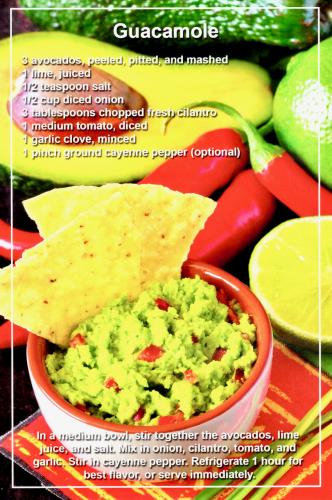 Guacamole
3 avocados, peeled, pitted, and mashed
1 lime, juiced
1/2 teaspoon salt
1/2 cup diced onion
3 tablespoons chopped fresh cilantro
1 medium tomato, diced
1 garlic clove, minced
1 pinch ground cayenne pepper (optional)
In a medium bowl, stir together the avocados, lime
juice, and salt. Mix in onion, cilantro, tomato, and
garlic. Stir in cayenne pepper. Refrigerate 1 hour for
best flavor, or serve immediately.